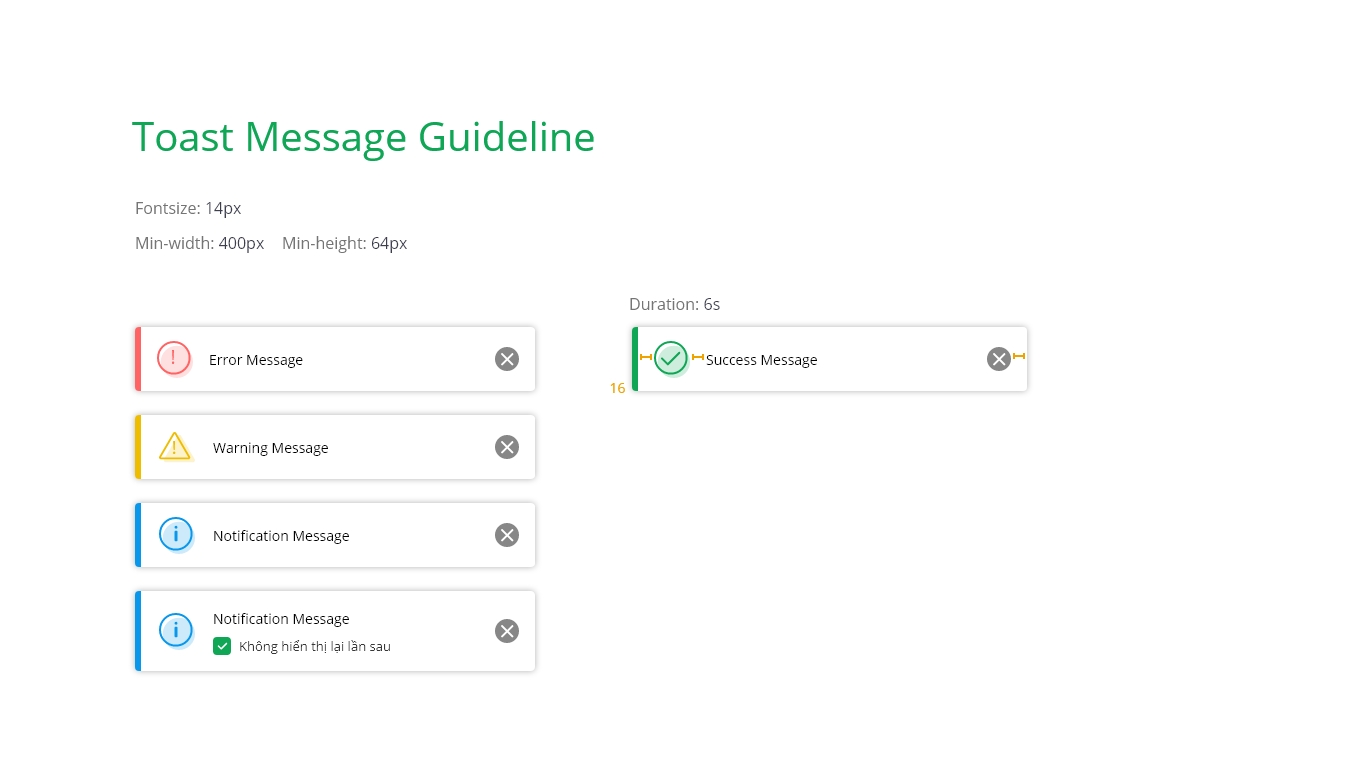 Toast Message Guideline
Fontsize: 14px
Min-width: 400px Min-height: 64px
Duration: 6s
Error Message
Success Message
16
Warning Message
Notification Message
Notification Message
Không hiển thị lại lần sau